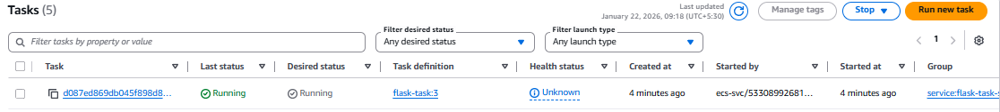 Tasks (5)
Last updated
January 22, 2026, 09:18 (UTC+5:30)
Manage tags
Stop
Run new task
Filter tasks by property or value
Filter desired status
Any desired status
Filter launch type
Any launch type
1
Task Last status Desired status Task definition Health status Created at Started by Started at Group
d087ed869db045f898d8... Running Running flask-task:3 Unknown 4 minutes ago ecs-svc/53308992681... 4 minutes ago service:flask-task-s